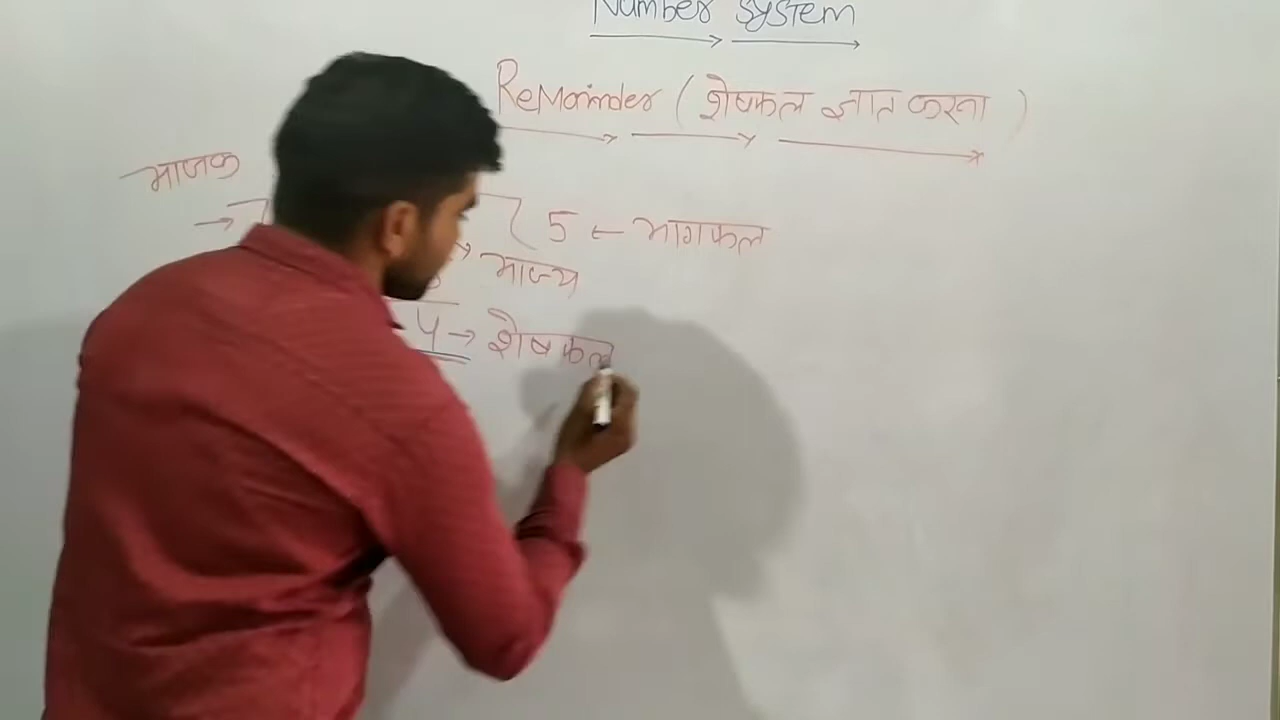 Number System
Remainder (शेषफल ज्ञात करना)
भाजक
→ 5 ← भागफल
→ भाज्य
4 → शेषफल